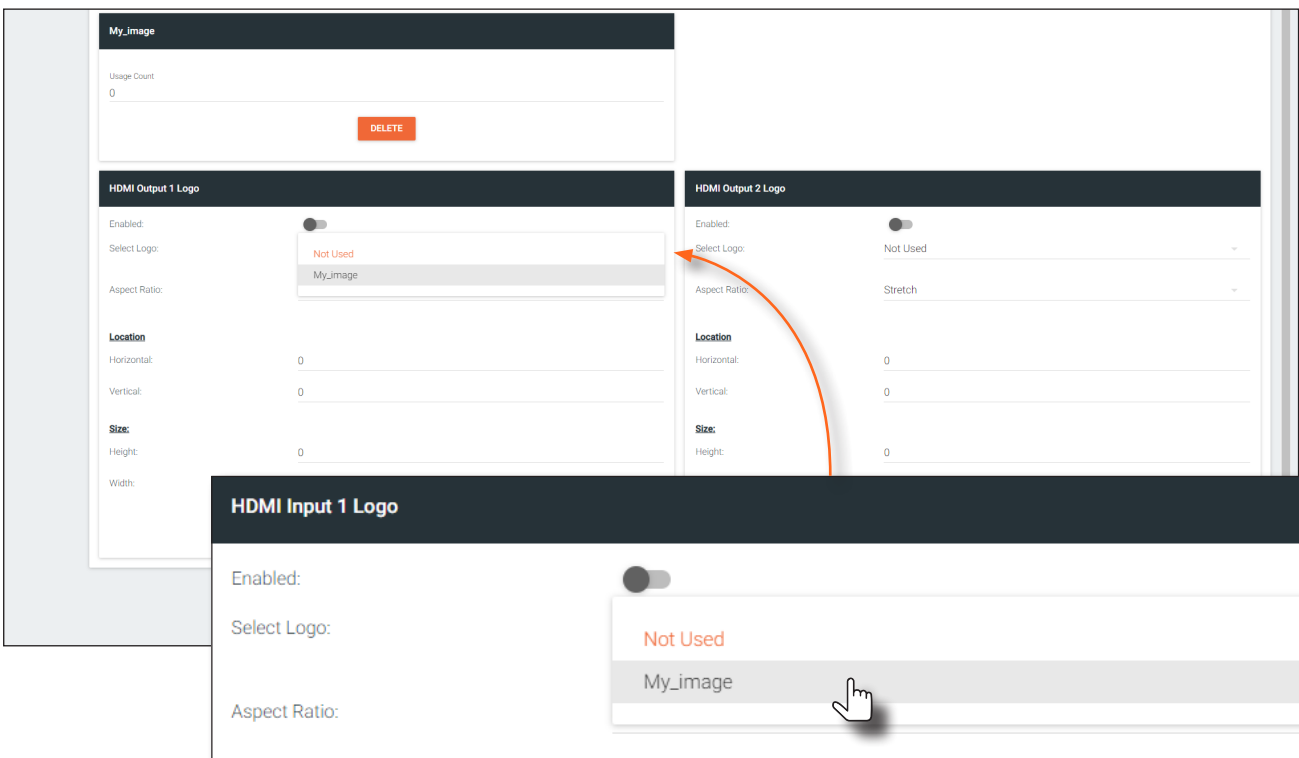 My_image
Usage Count
0
DELETE
HDMI Output 1 Logo
Enabled:
Select Logo:
Not Used
My_image
Aspect Ratio:
Location
Horizontal:
0
Vertical:
0
Size:
Height:
0
Width:
HDMI Output 2 Logo
Enabled:
Select Logo:
Not Used
Aspect Ratio:
Stretch
Location
Horizontal:
0
Vertical:
0
Size:
Height:
0
HDMI Input 1 Logo
Enabled:
Select Logo:
Not Used
My_image
Aspect Ratio: